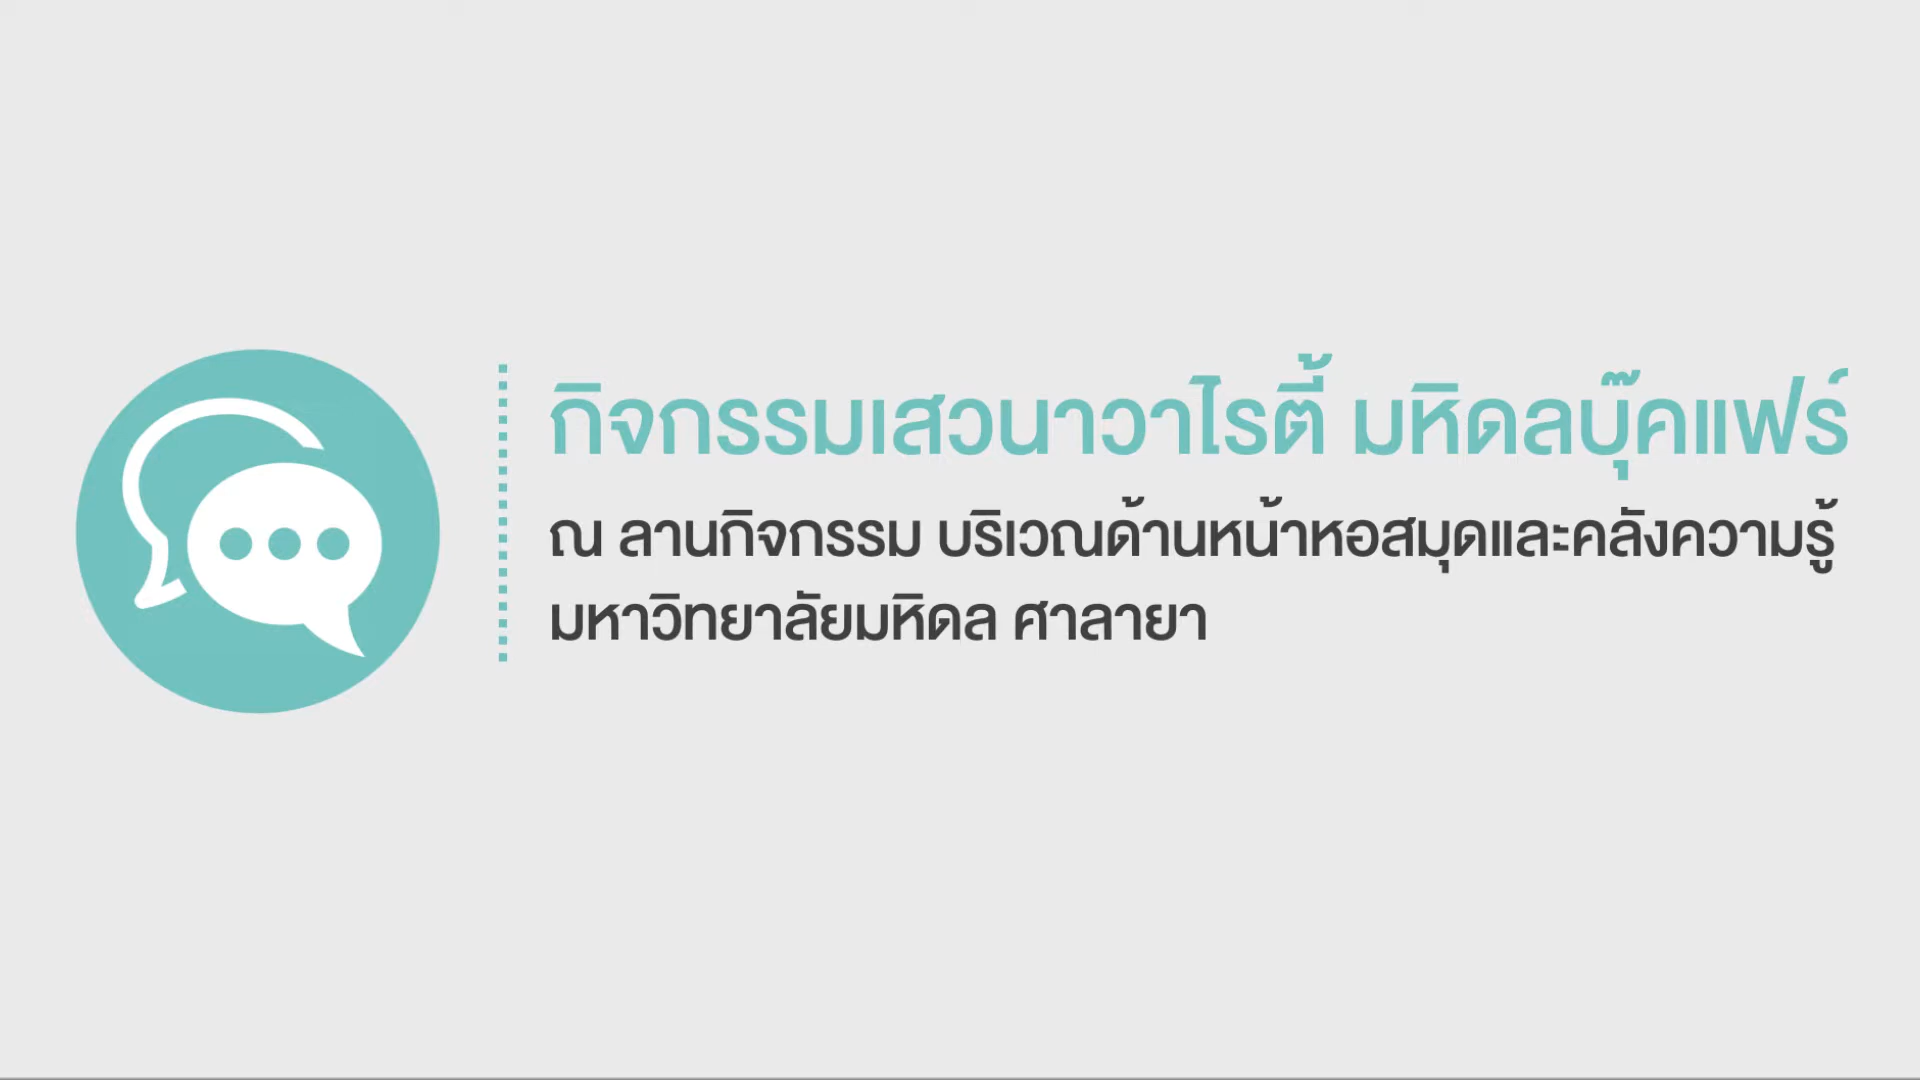 กิจกรรมเสวนาวาไรตี้ มหิดลบุ๊คแฟร์
ณ ลานกิจกรรม บริเวณด้านหน้าหอสมุดและคลังความรู้
มหาวิทยาลัยมหิดล ศาลายา